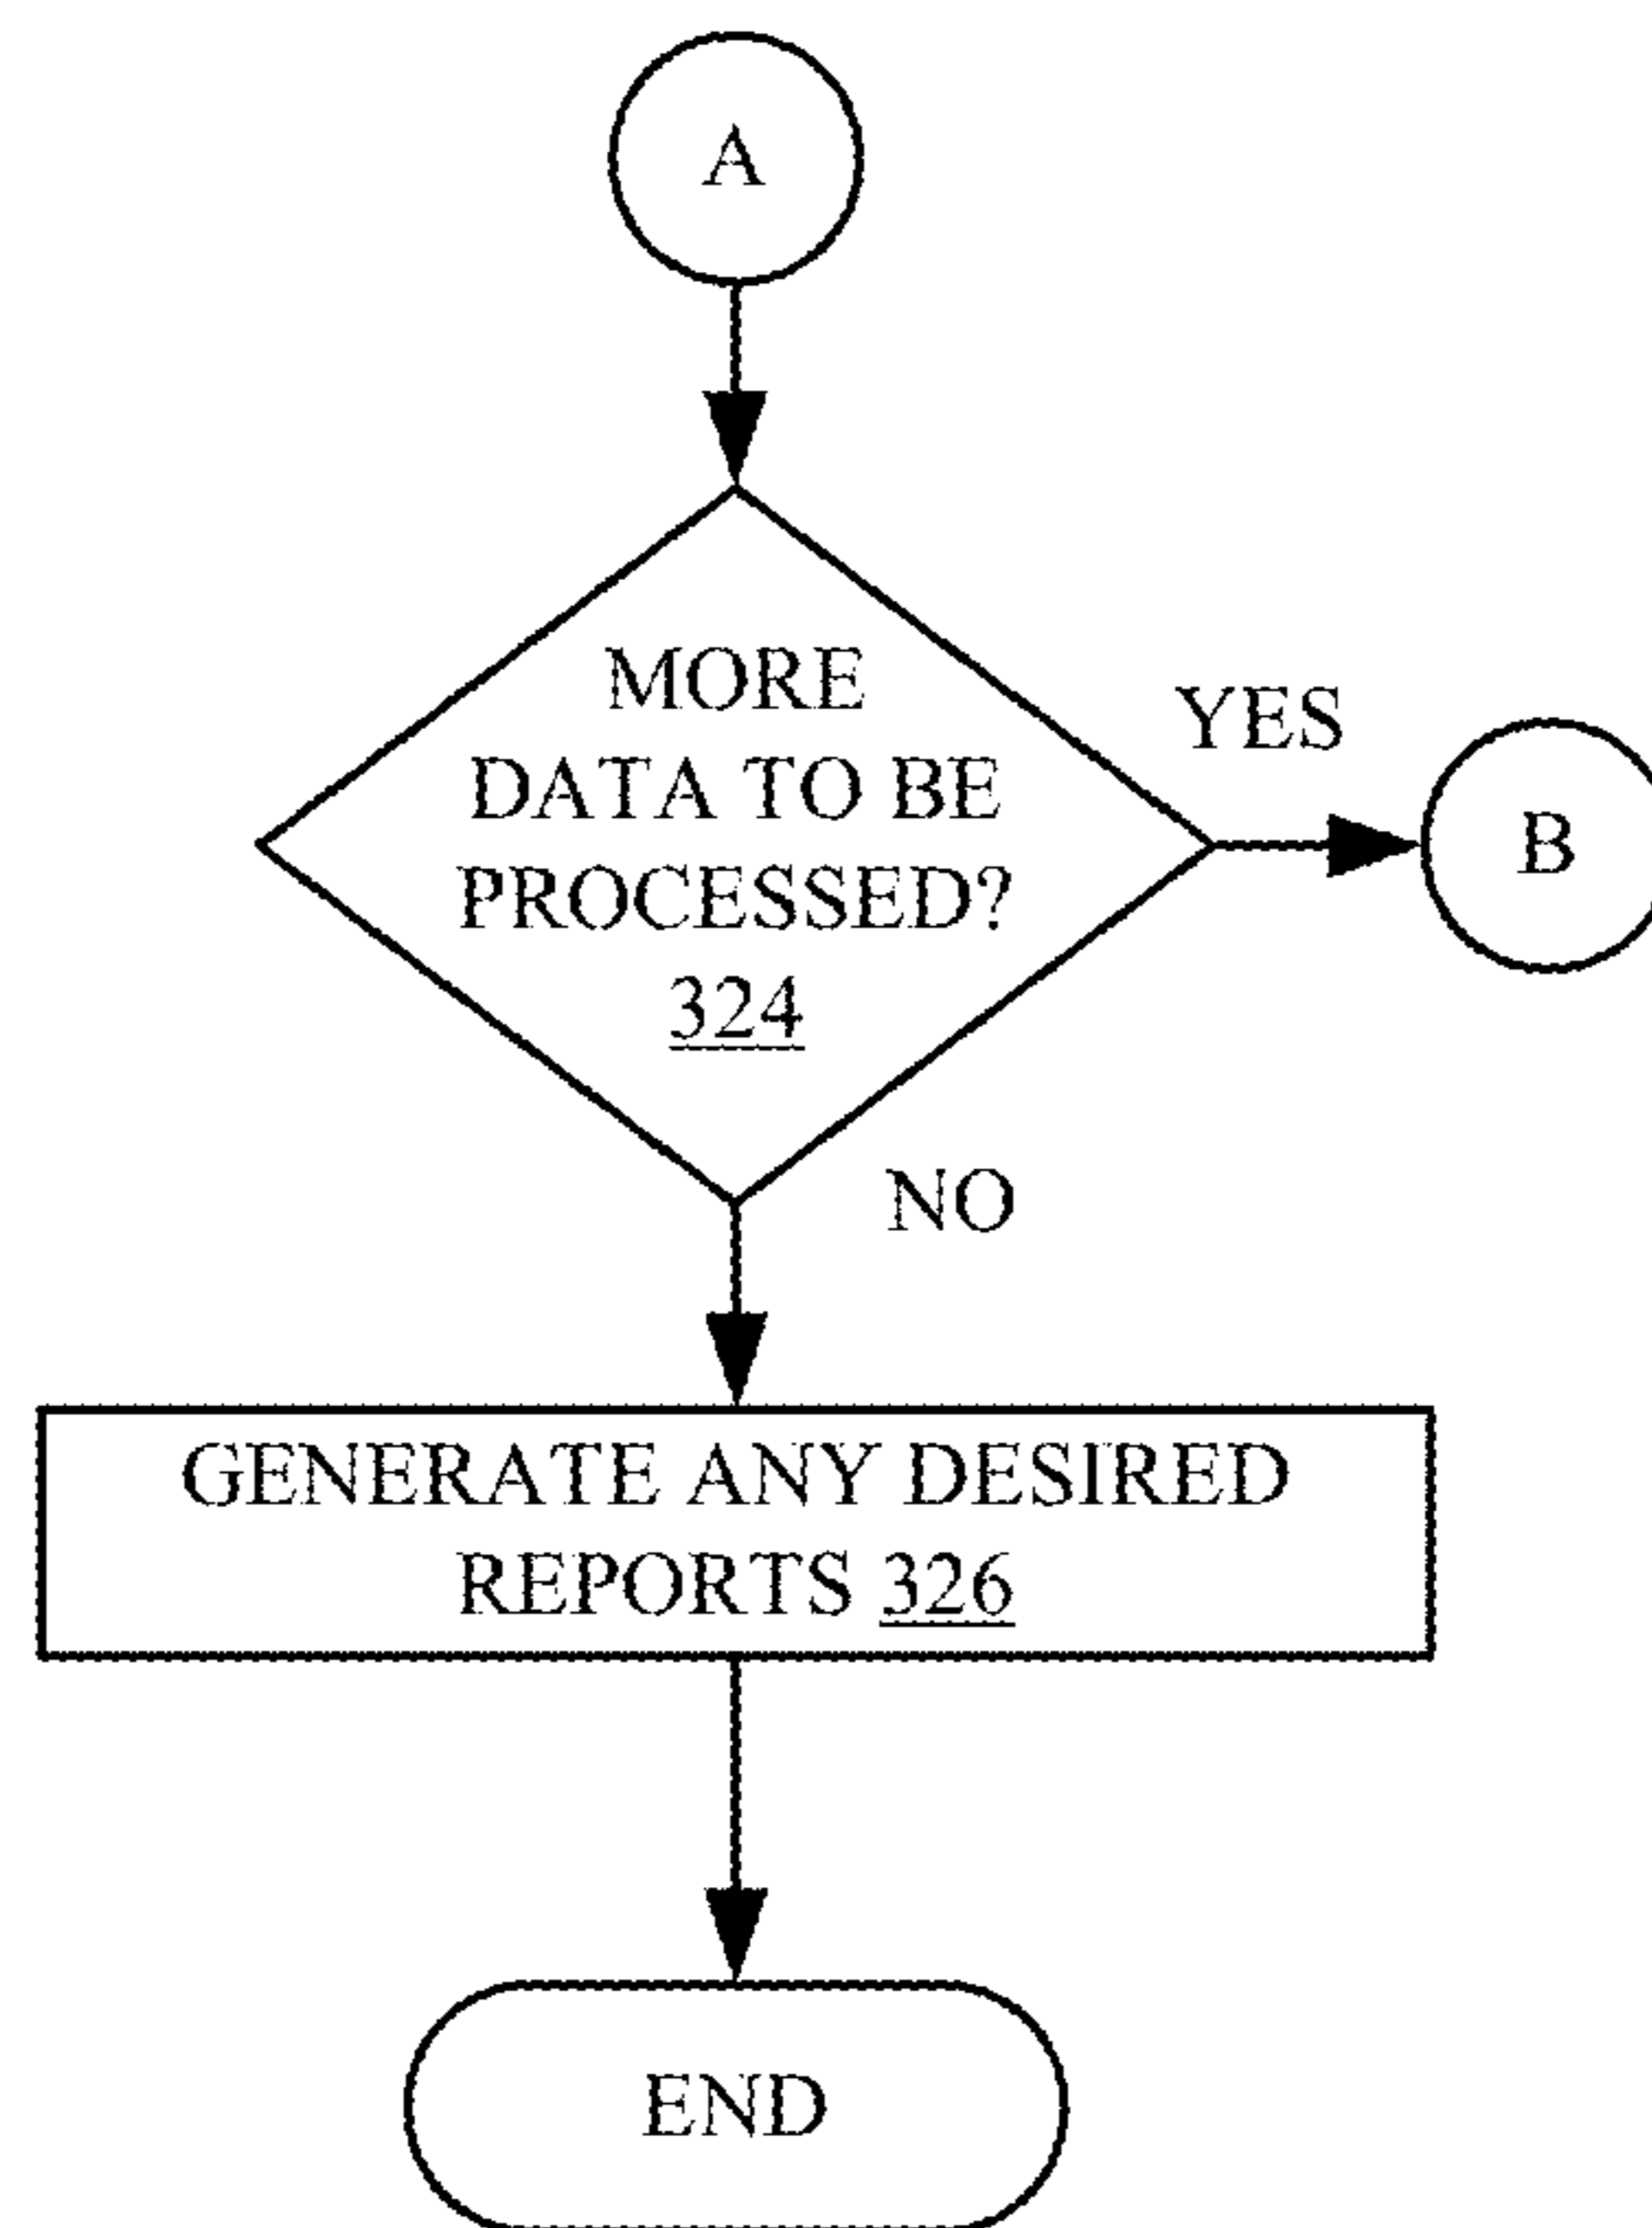 A
MORE
DATA TO BE
PROCESSED?
324
YES
B
NO
GENERATE ANY DESIRED
REPORTS 326
END